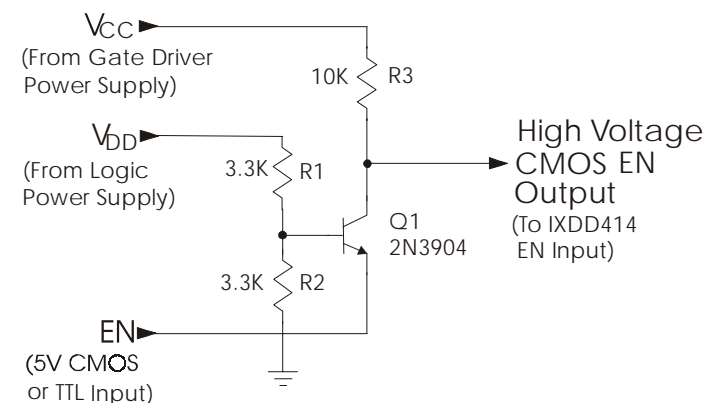 VCC
(From Gate Driver
Power Supply)
10K
R3
VDD
(From Logic
Power Supply)
3.3K
R1
High Voltage
CMOS EN
Output
(To IXDD414
EN Input)
Q1
2N3904
3.3K
R2
EN
(5V CMOS
or TTL Input)